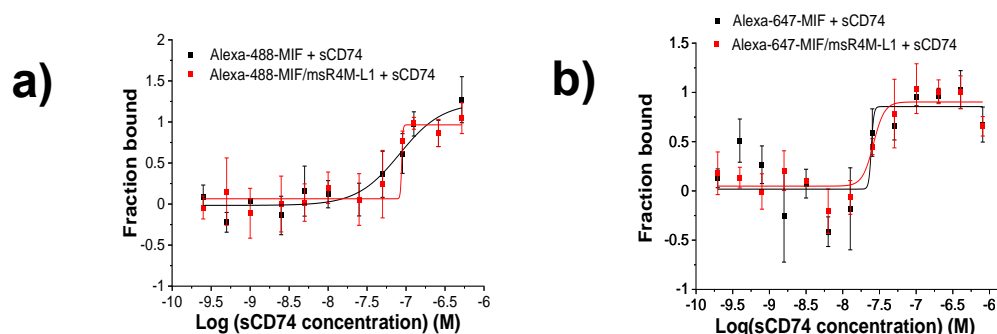 a)
Alexa-488-MIF + sCD74
Alexa-488-MIF/msR4M-L1 + sCD74
Fraction bound
1.5
1.0
0.5
0
-0.5
-1
-10 -9.5 -9 -8.5 -8 -7.5 -7 -6.5 -6
Log (sCD74 concentration) (M)
b)
Alexa-647-MIF + sCD74
Alexa-647-MIF/msR4M-L1 + sCD74
Fraction bound
1.5
1
0.5
0
-0.5
-1
-10 -9.5 -9 -8.5 -8 -7.5 -7 -6.5 -6
Log(sCD74 concentration) (M)